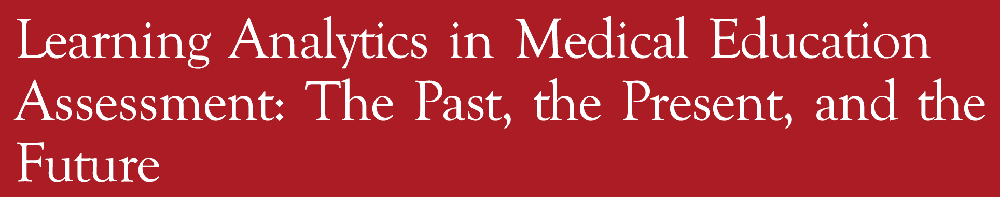 Learning Analytics in Medical Education
Assessment: The Past, the Present, and the
Future